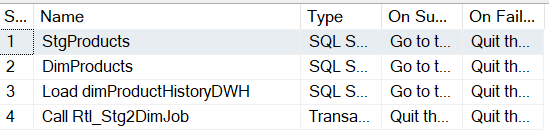 S... Name Type On Su... On Fail...
1 StgProducts SQL S... Go to t... Quit th...
2 DimProducts SQL S... Go to t... Quit th...
3 Load dimProductHistoryDWH SQL S... Go to t... Quit th...
4 Call Rtl_Stg2DimJob Transa... Quit th... Quit th...